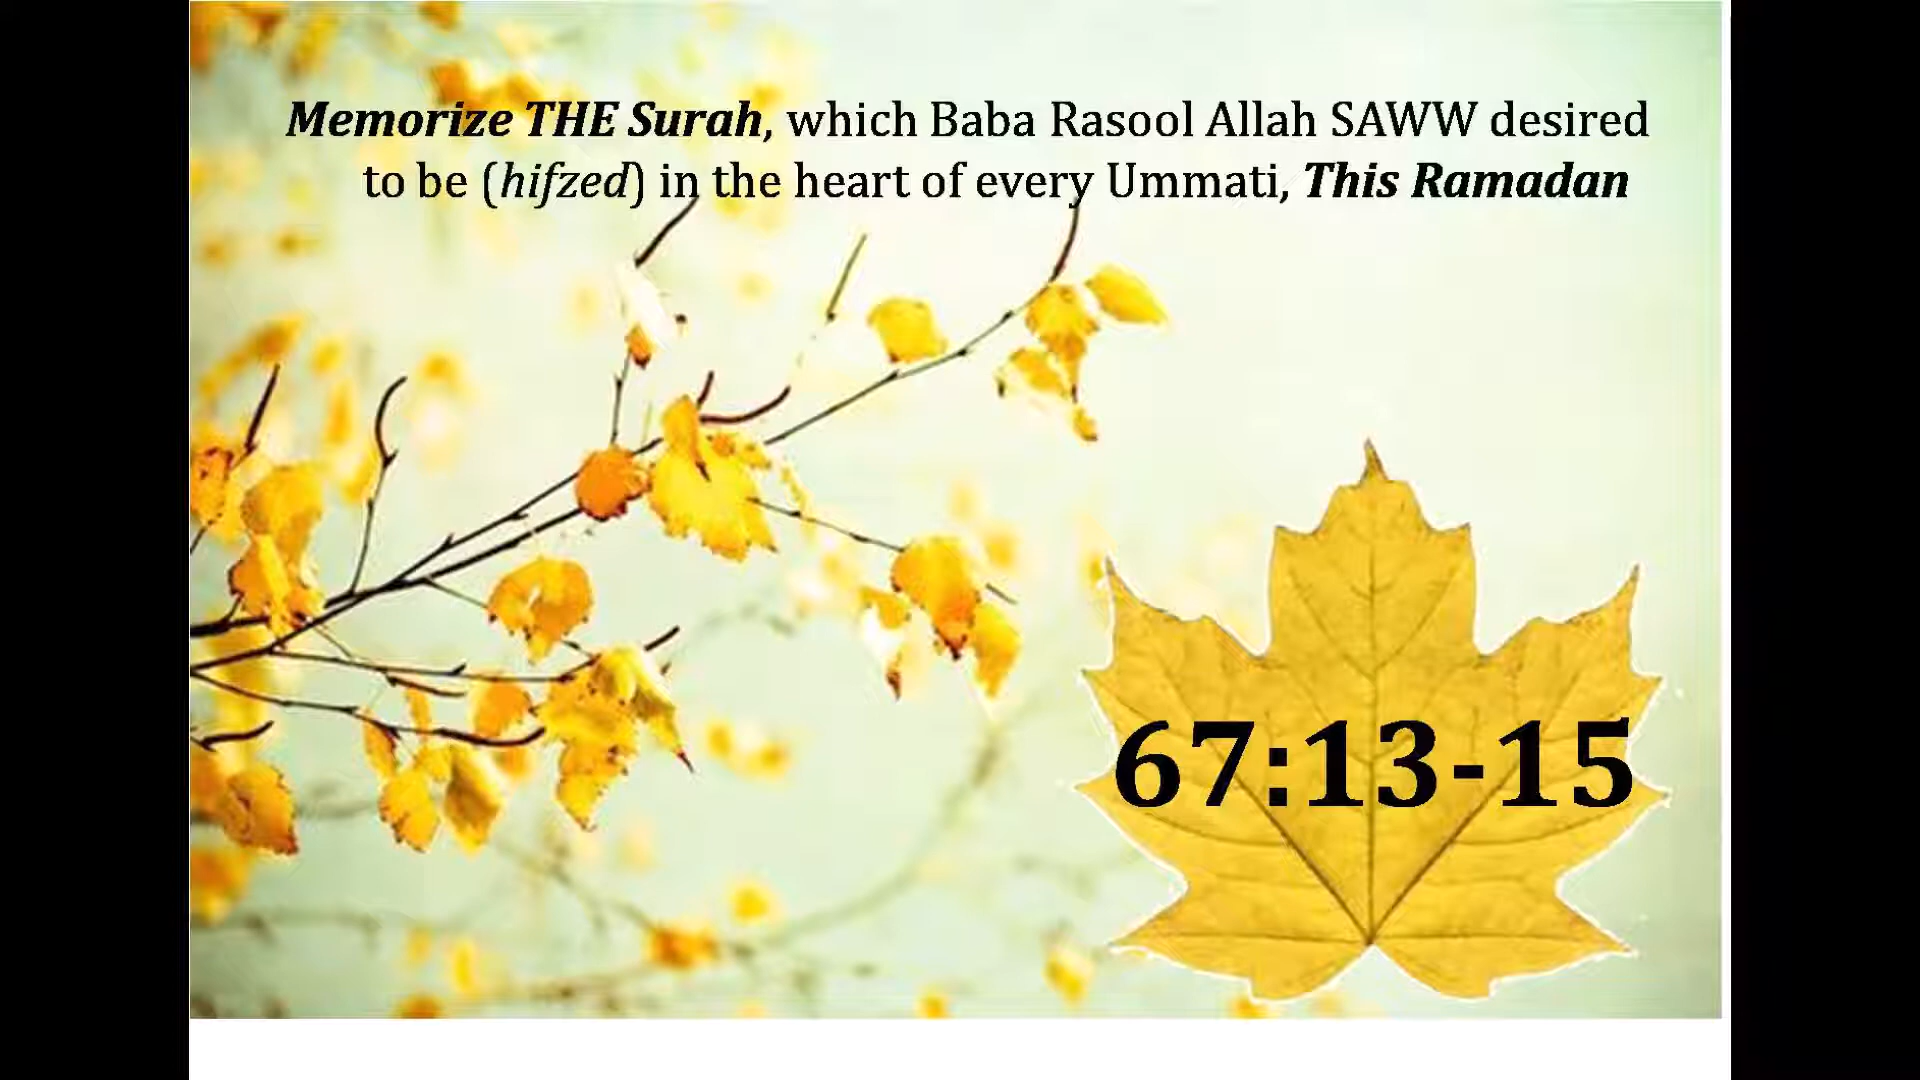 Memorize THE Surah, which Baba Rasool Allah SAWW desired
to be (hifzed) in the heart of every Ummati, This Ramadan
67:13-15